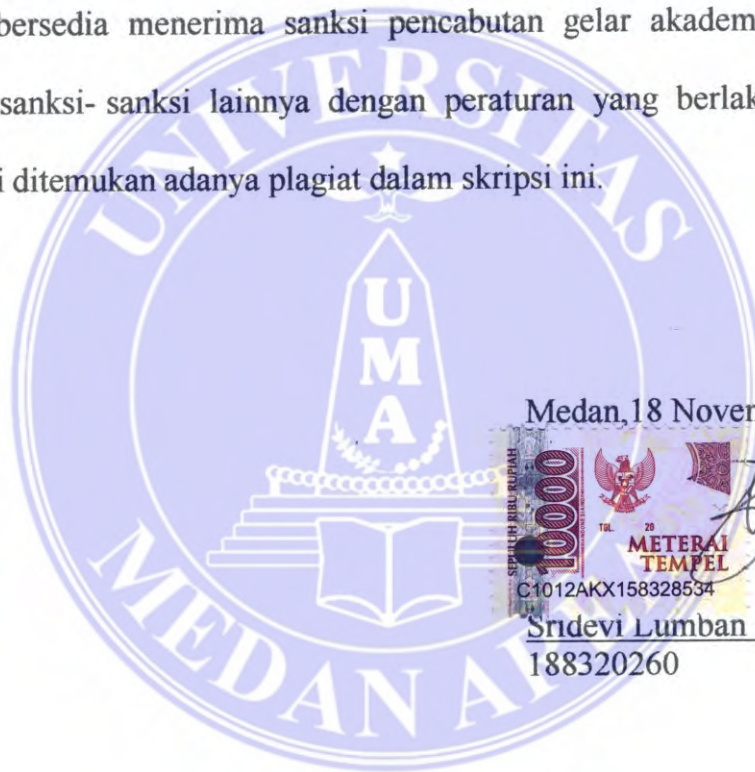 bersedia menerima sanksi pencabutan gelar akadem
sanksi- sanksi lainnya dengan peraturan yang berlak
i ditemukan adanya plagiat dalam skripsi ini.
UNIVERSITAS
UMA
MEDAN AREA
Medan,18 Nover
SEPULUH RIBU RUPIAH
10000
TGL. 20
METERAI
TEMPEL
C1012AKX158328534
Sridevi Lumban
188320260